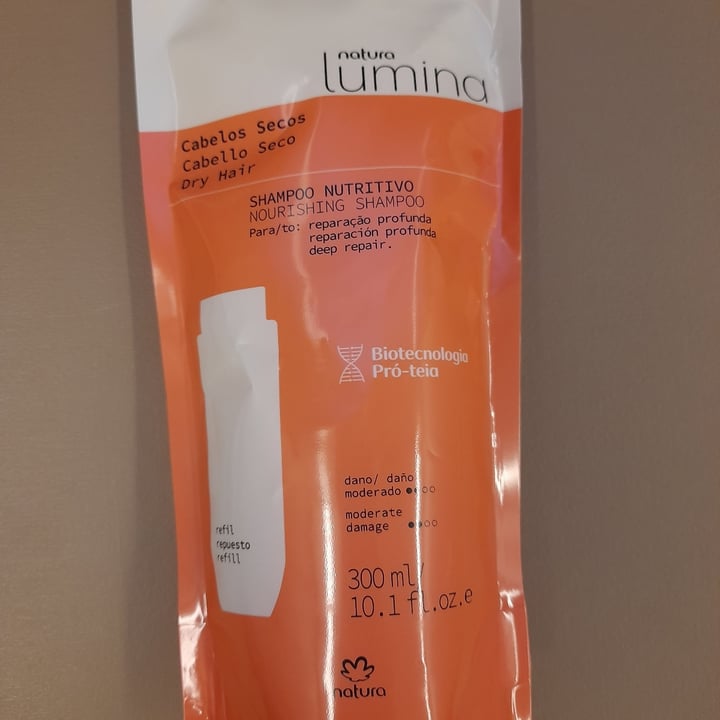 natura
lumina
Cabelos Secos
Cabello Seco
Dry Hair
SHAMPOO NUTRITIVO
NOURISHING SHAMPOO
Para/to: reparação profunda
reparación profunda
deep repair.
Biotecnologia
Pró-teia
dano/ daño
moderado
moderate
damage
refil
repuesto
refill
300 ml/
10.1 fl.oz.e
natura